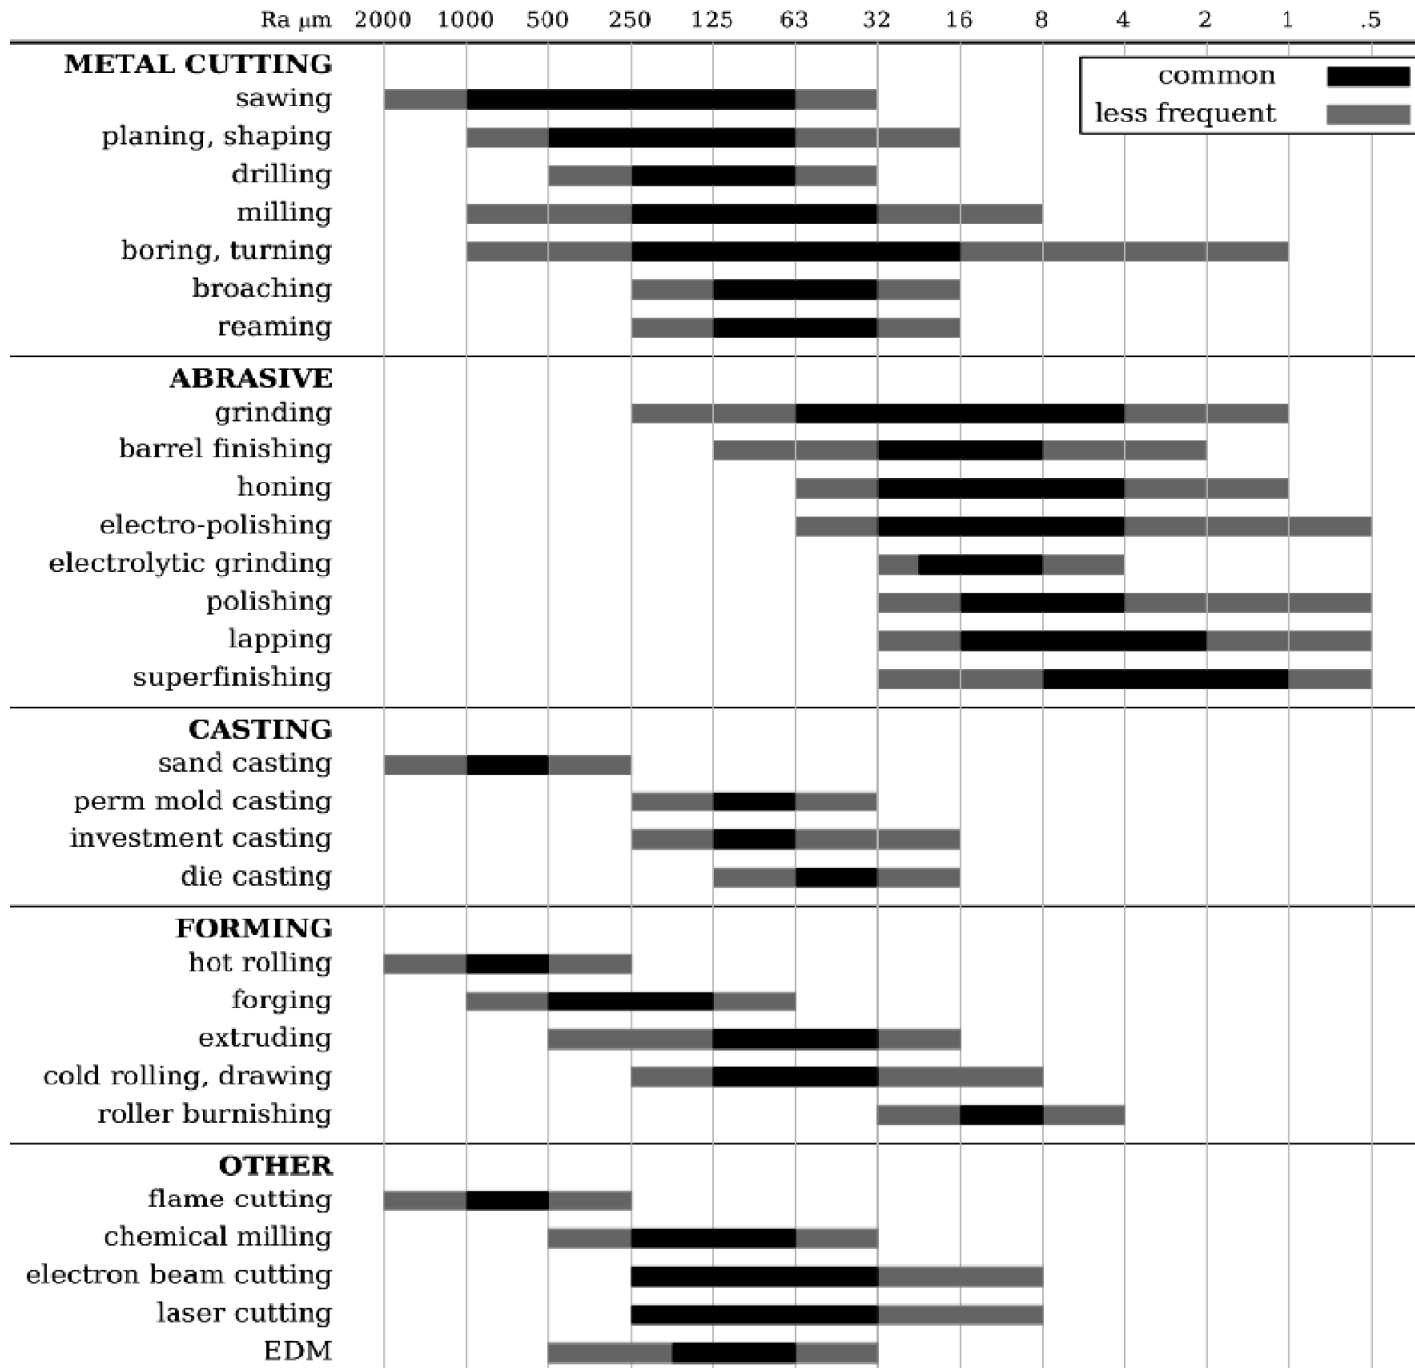 Ra μm 2000 1000 500 250 125 63 32 16 8 4 2 1 .5
METAL CUTTING
common
sawing
less frequent
planing, shaping
drilling
milling
boring, turning
broaching
reaming
ABRASIVE
grinding
barrel finishing
honing
electro-polishing
electrolytic grinding
polishing
lapping
superfinishing
CASTING
sand casting
perm mold casting
investment casting
die casting
FORMING
hot rolling
forging
extruding
cold rolling, drawing
roller burnishing
OTHER
flame cutting
chemical milling
electron beam cutting
laser cutting
EDM